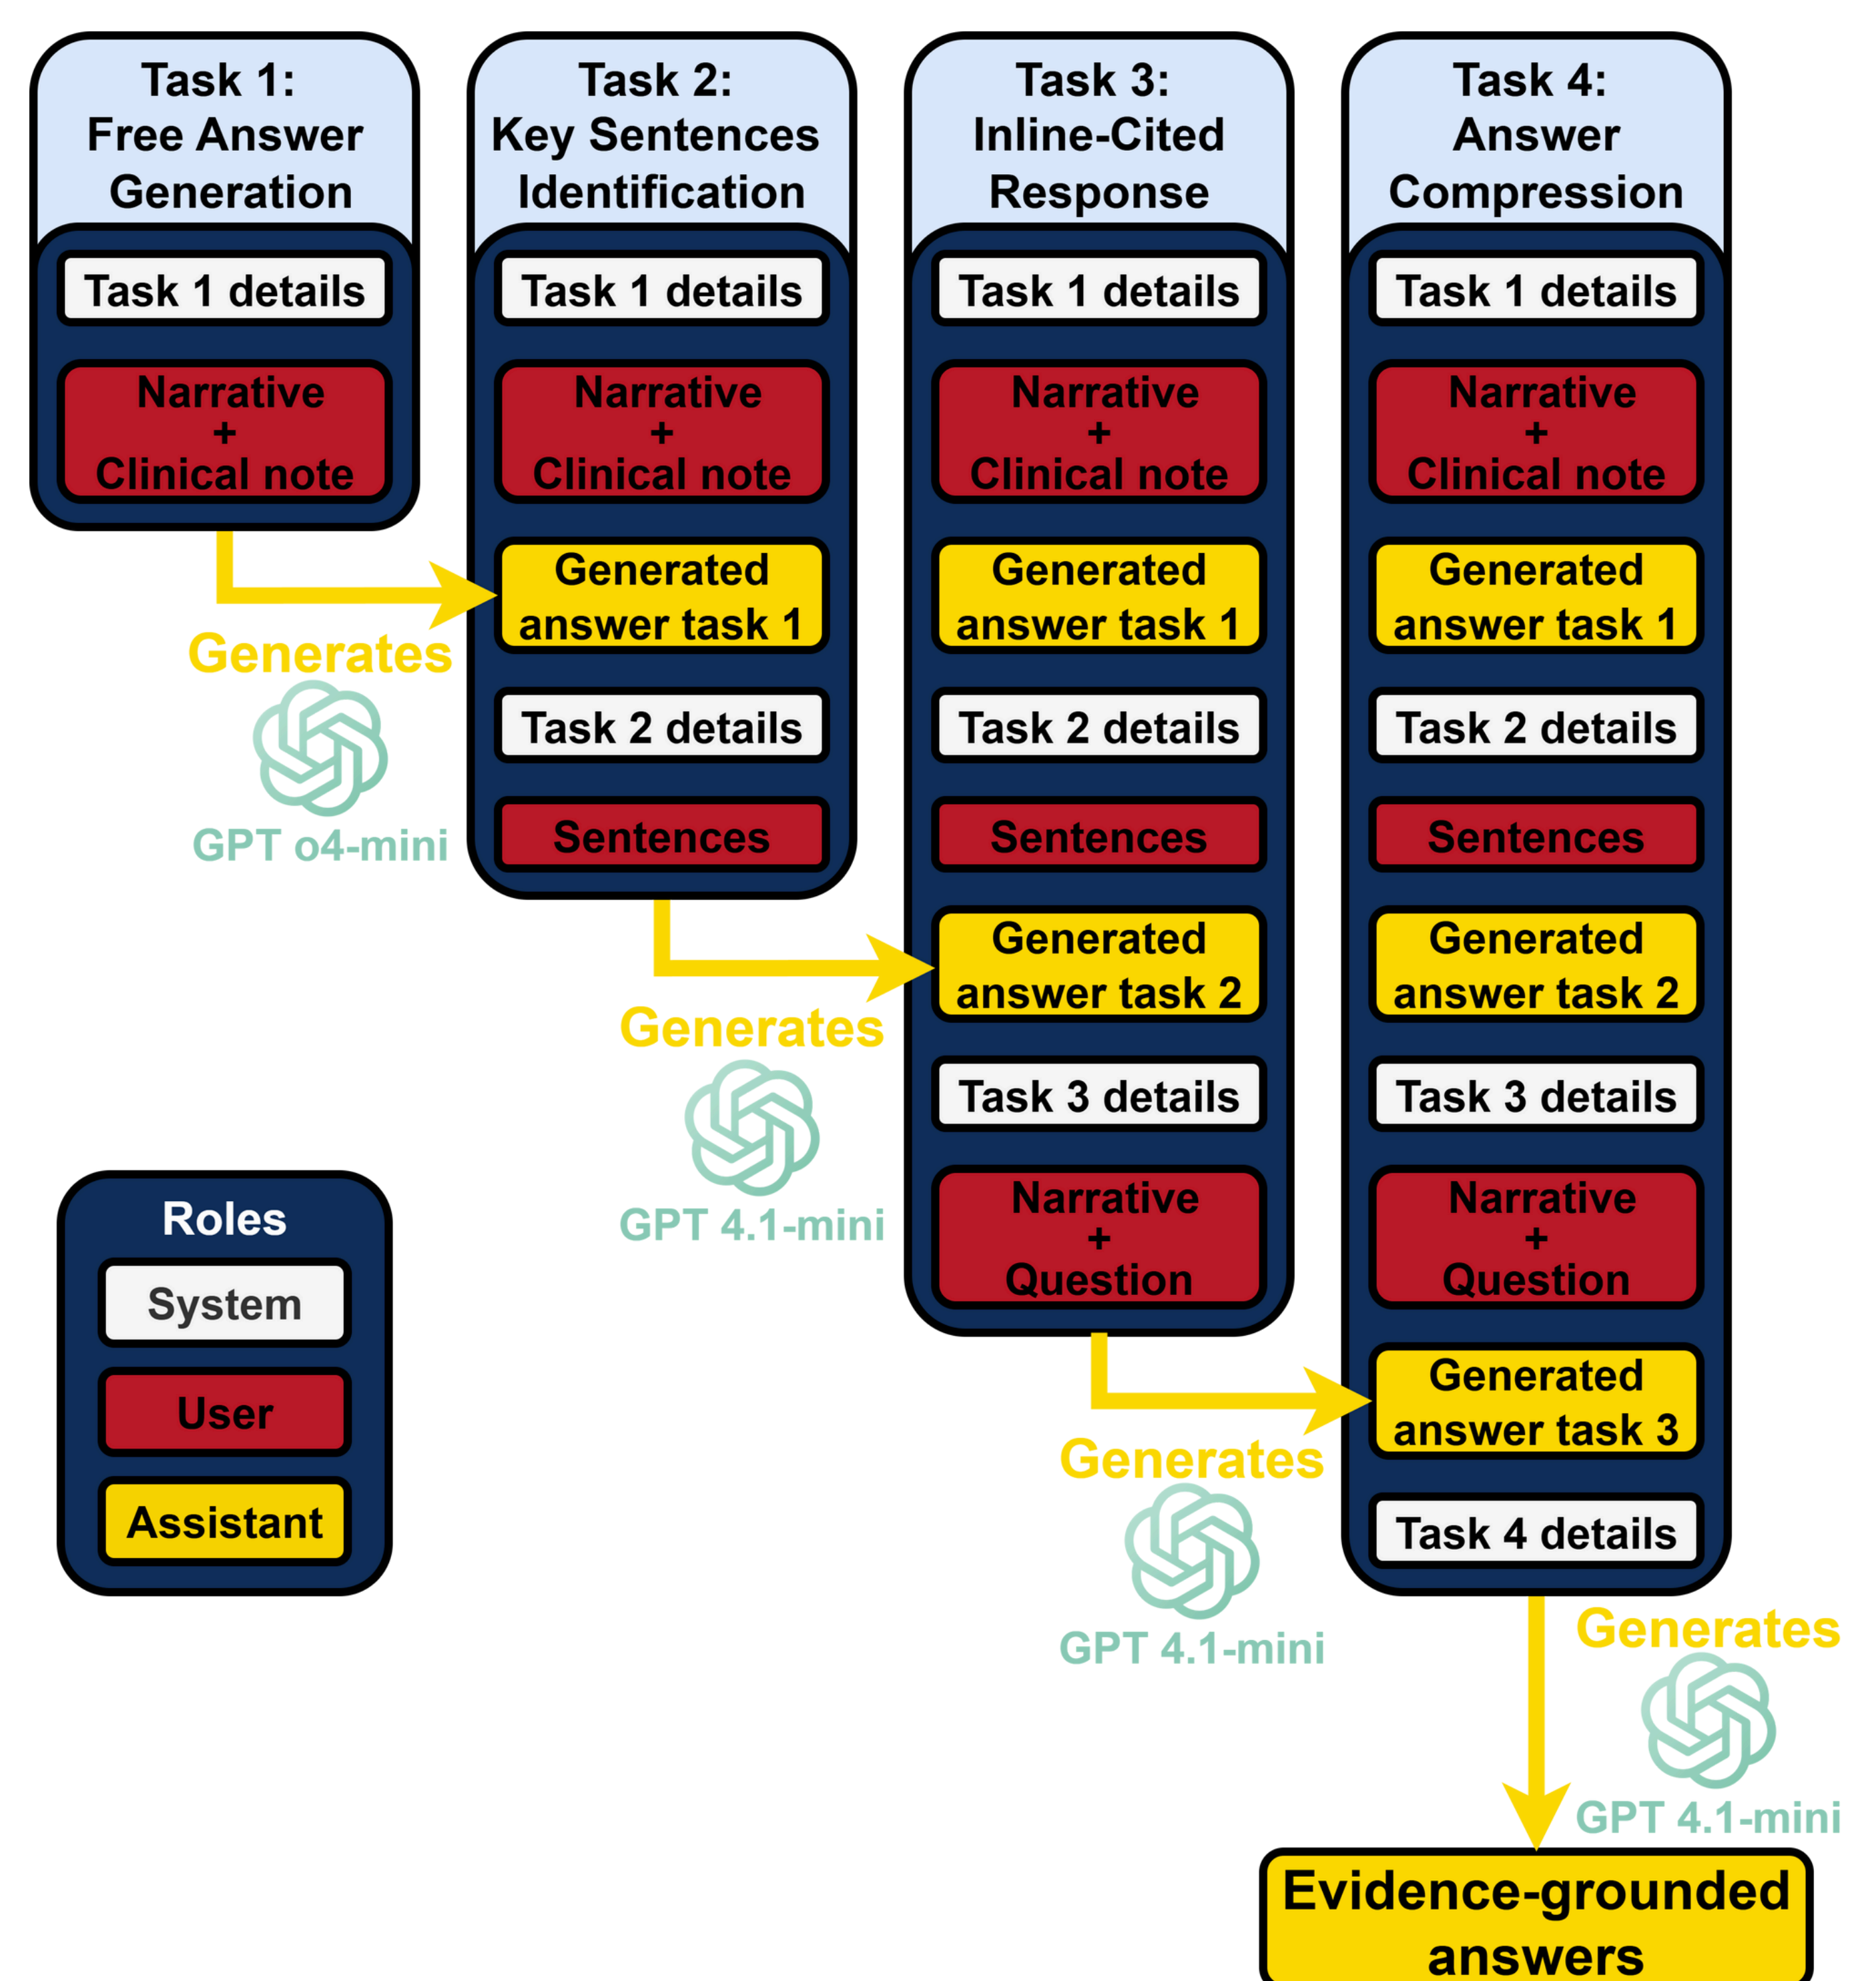 Task 1:
Free Answer
Generation
Task 1 details
Narrative
+
Clinical note
Generates
GPT o4-mini
Task 2:
Key Sentences
Identification
Task 1 details
Narrative
+
Clinical note
Generated
answer task 1
Task 2 details
Sentences
Generates
GPT 4.1-mini
Task 3:
Inline-Cited
Response
Task 1 details
Narrative
+
Clinical note
Generated
answer task 1
Task 2 details
Sentences
Generated
answer task 2
Task 3 details
Narrative
+
Question
Generates
GPT 4.1-mini
Task 4:
Answer
Compression
Task 1 details
Narrative
+
Clinical note
Generated
answer task 1
Task 2 details
Sentences
Generated
answer task 2
Task 3 details
Narrative
+
Question
Generated
answer task 3
Task 4 details
Generates
GPT 4.1-mini
Evidence-grounded
answers
Roles
System
User
Assistant